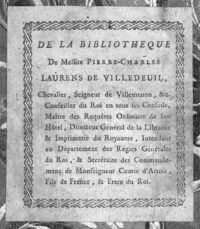 DE LA BIBLIOTHEQUE
De Messire PIERRE-CHARLES
LAURENS DE VILLEDEUIL,
Chevalier, Seigneur de Villemenon, &c.
Conseiller du Roi en tous ses Conseils,
Maître des Requêtes Ordinaire de son
Hôtel, Directeur Général de la Librairie
& Imprimerie du Royaume, Intendant
au Département des Regies Générales
du Roi, & Secrétaire des Commande-
mens de Monseigneur Comte d'Artois,
Fils de France, & Frere du Roi.